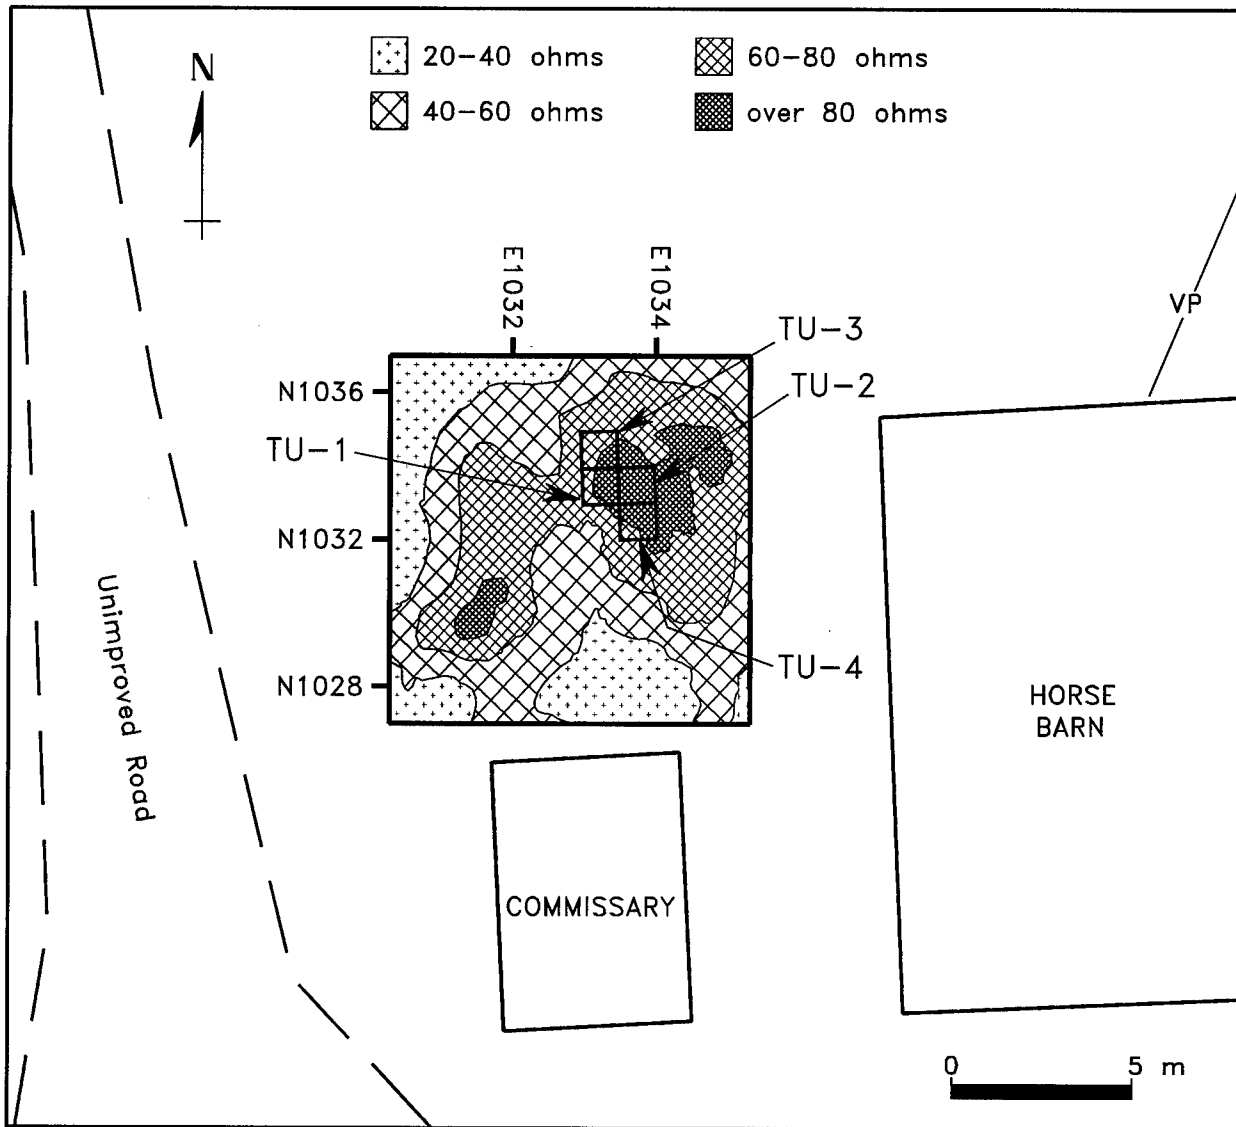 N
20-40 ohms
60-80 ohms
40-60 ohms
over 80 ohms
E1032
E1034
VP
TU-3
N1036
TU-2
TU-1
N1032
Unimproved Road
TU-4
N1028
HORSE
BARN
COMMISSARY
0 5 m